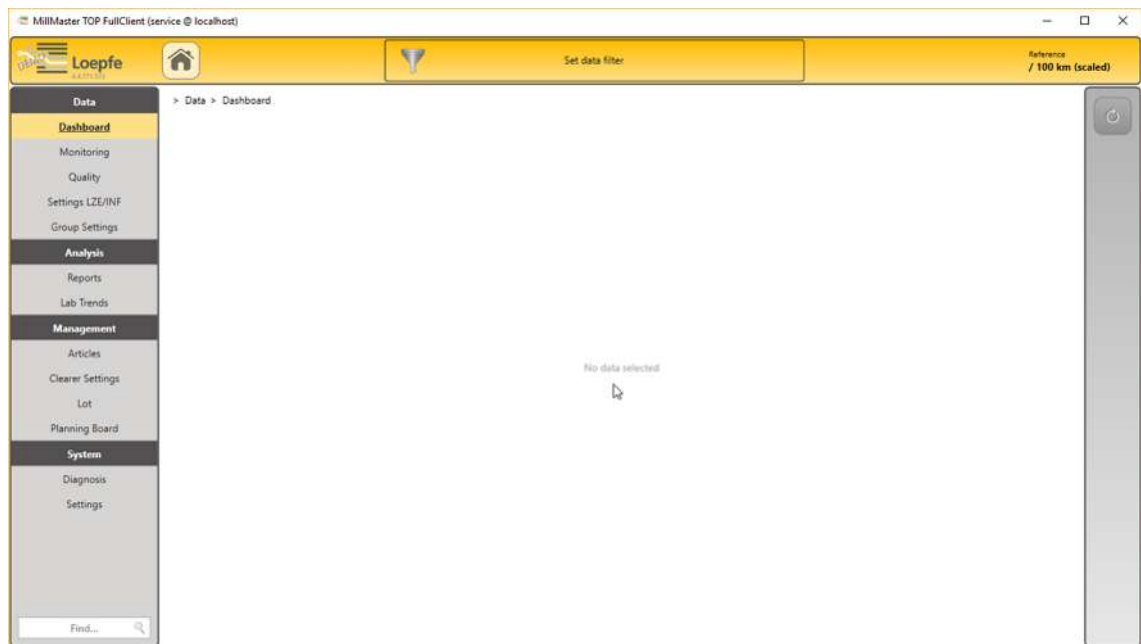 MillMaster TOP FullClient (service @ localhost)
DEMO
Loepfe
Set data filter
Reference
/ 100 km (scaled)
Data
> Data > Dashboard
Dashboard
Monitoring
Quality
Settings LZE/INF
Group Settings
Analysis
Reports
Lab Trends
Management
Articles
Clearer Settings
Lot
Planning Board
System
Diagnosis
Settings
No data selected
Find...